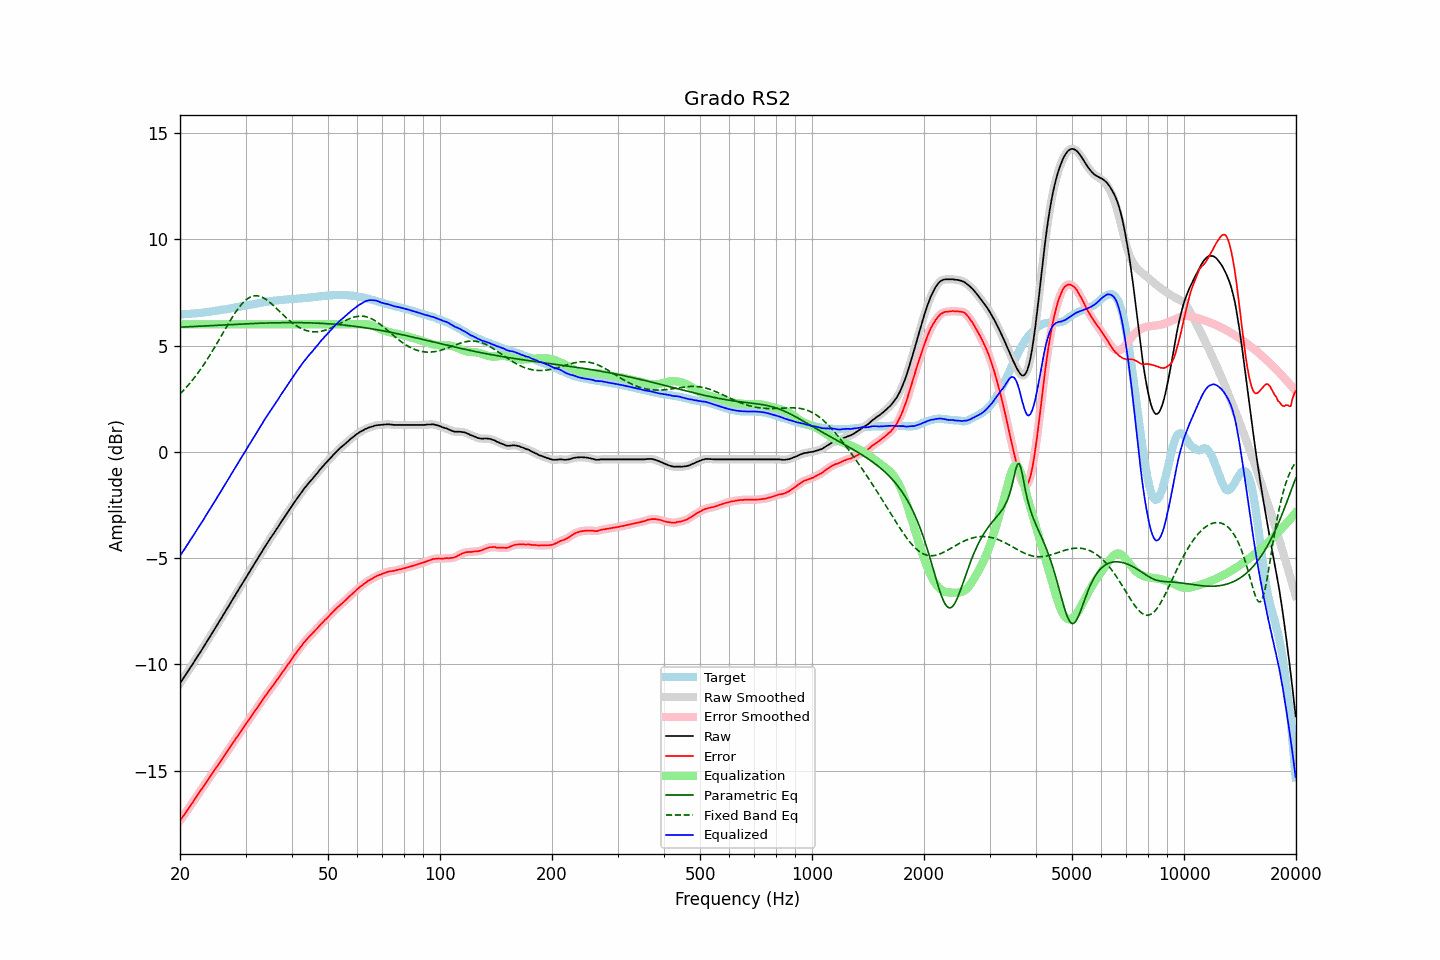 Grado RS2
15
10
5
0
−5
−10
−15
Amplitude (dBr)
Target
Raw Smoothed
Error Smoothed
Raw
Error
Equalization
Parametric Eq
Fixed Band Eq
Equalized
20 50 100 200 500 1000 2000 5000 10000 20000
Frequency (Hz)